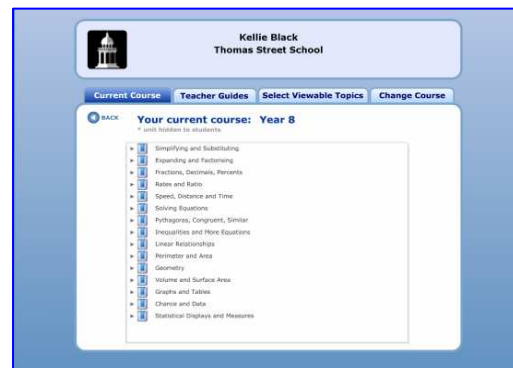 Kellie Black
Thomas Street School
Current Course
Teacher Guides
Select Viewable Topics
Change Course
BACK
Your current course: Year 8
* unit hidden to students
Simplifying and Substituting
Expanding and Factorising
Fractions, Decimals, Percents
Rates and Ratio
Speed, Distance and Time
Solving Equations
Pythagoras, Congruent, Similar
Inequalities and More Equations
Linear Relationships
Perimeter and Area
Geometry
Volume and Surface Area
Graphs and Tables
Chance and Data
Statistical Displays and Measures